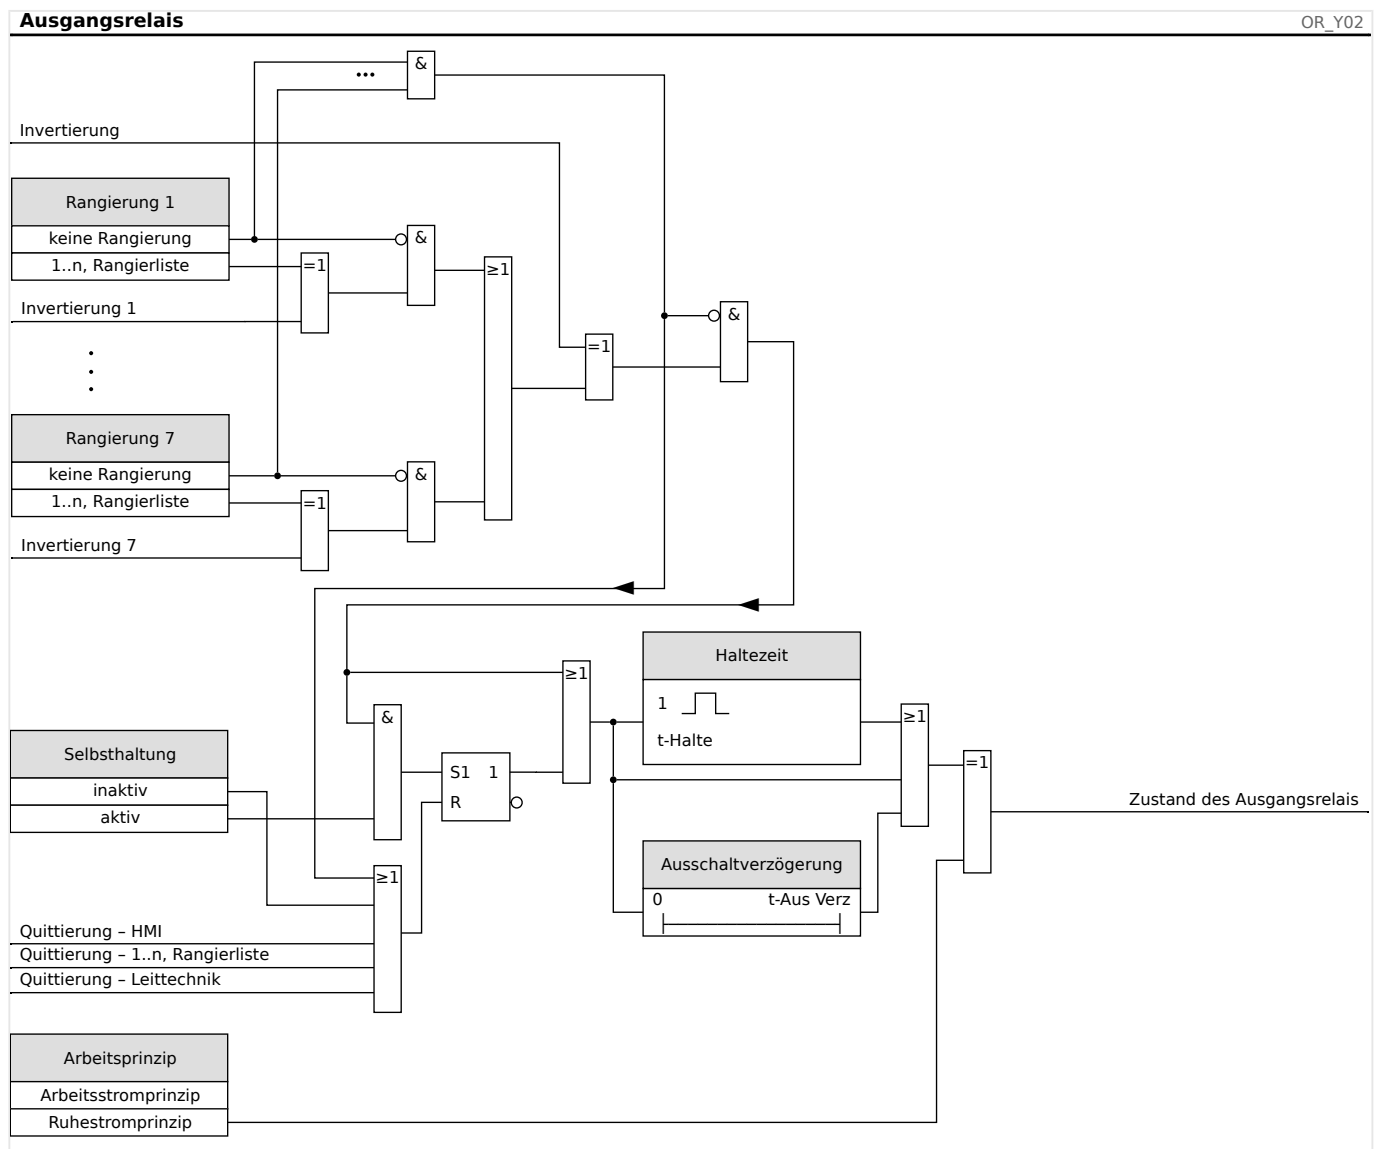 Ausgangsrelais
OR_Y02
&
...
Invertierung
Rangierung 1
keine Rangierung
&
1..n, Rangierliste
=1
≥1
Invertierung 1
&
=1
Rangierung 7
keine Rangierung
&
1..n, Rangierliste
=1
Invertierung 7
Haltezeit
≥1
1
t-Halte
&
≥1
Selbsthaltung
inaktiv
aktiv
S1 1
R
=1
Zustand des Ausgangsrelais
Ausschaltverzögerung
0 t-Aus Verz
≥1
Quittierung – HMI
Quittierung – 1..n, Rangierliste
Quittierung – Leittechnik
Arbeitsprinzip
Arbeitsstromprinzip
Ruhestromprinzip